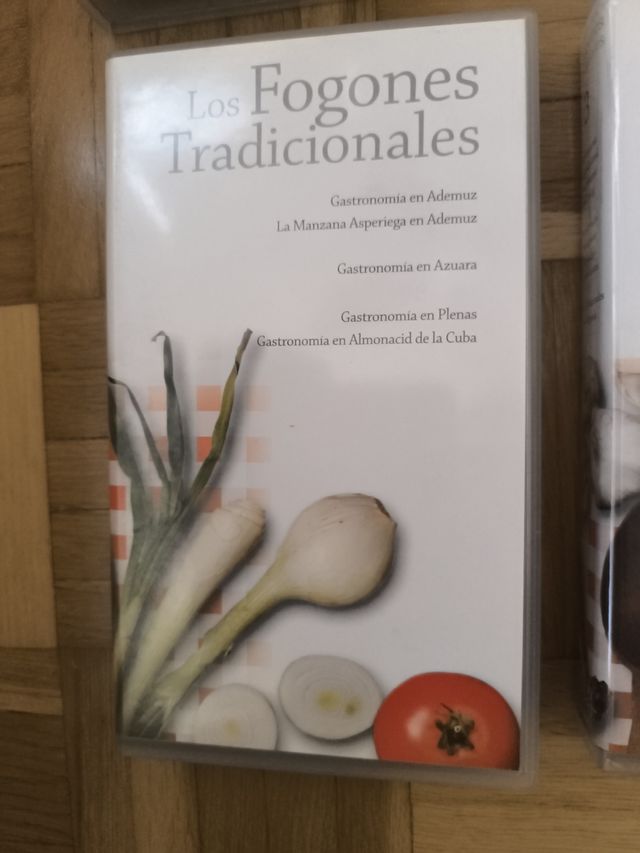 Los Fogones
Tradicionales
Gastronomía en Ademuz
La Manzana Asperiega en Ademuz
Gastronomía en Azuara
Gastronomía en Plenas
Gastronomía en Almonacid de la Cuba
3